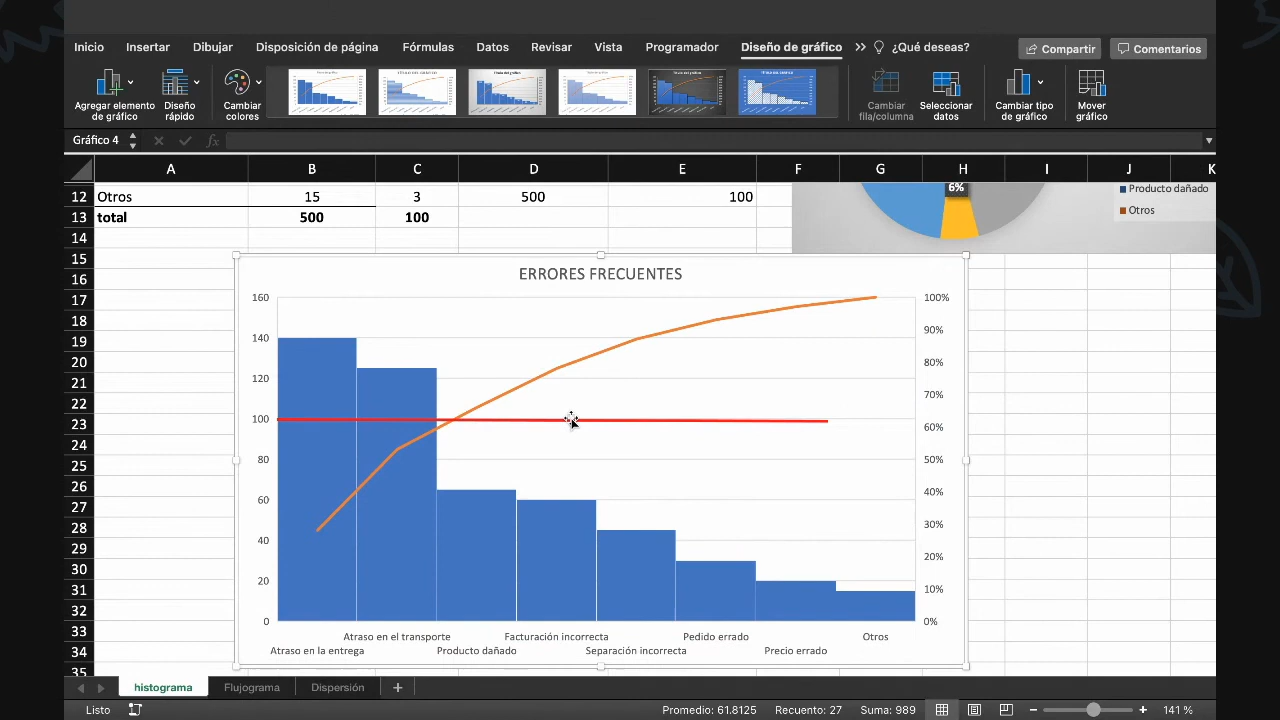 Inicio Insertar Dibujar Disposición de página Fórmulas Datos Revisar Vista Programador Diseño de gráfico >> ¿Qué deseas? Compartir Comentarios
Agregar elemento de gráfico
Diseño rápido
Cambiar colores
Cambiar fila/columna
Seleccionar datos
Cambiar tipo de gráfico
Mover gráfico
Gráfico 4 fx
A B C D E F G H I J K
12 Otros 15 3 500 100
13 total 500 100
14
15
16
17
18
19
20
21
22
23
24
25
26
27
28
29
30
31
32
33
34
35
6%
Producto dañado
Otros
ERRORES FRECUENTES
160 100%
140 90%
120 80%
70%
100 60%
80 50%
60 40%
40 30%
20 20%
10%
0 0%
Atraso en el transporte Facturación incorrecta Pedido errado Otros
Atraso en la entrega Producto dañado Separación incorrecta Precio errado
histograma Flujograma Dispersión +
Listo Promedio: 61.8125 Recuento: 27 Suma: 989 − + 141 %